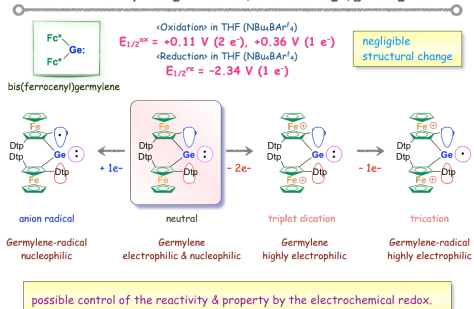 <Oxidation> in THF (NBu₄BArᶠ₄)
Fc*
Ge:
Fc*
E1/2ᵒˣ = +0.11 V (2 e⁻), +0.36 V (1 e⁻)
<Reduction> in THF (NBu₄BArᶠ₄)
E1/2ʳᵉ = -2.34 V (1 e⁻)
negligible
structural change
bis(ferrocenyl)germylene
Fe
Dtp
Dtp
Ge
Fe
Dtp
+ 1e-
Fe
Dtp
Dtp
Ge
Fe
Dtp
- 2e-
Fe
Dtp
Dtp
Ge
Fe
Dtp
- 1e-
Fe
Dtp
Dtp
Ge
Fe
Dtp
anion radical
neutral
triplet dication
trication
Germylene-radical
nucleophilic
Germylene
electrophilic & nucleophilic
Germylene
highly electrophilic
Germylene-radical
highly electrophilic
possible control of the reactivity & property by the electrochemical redox.